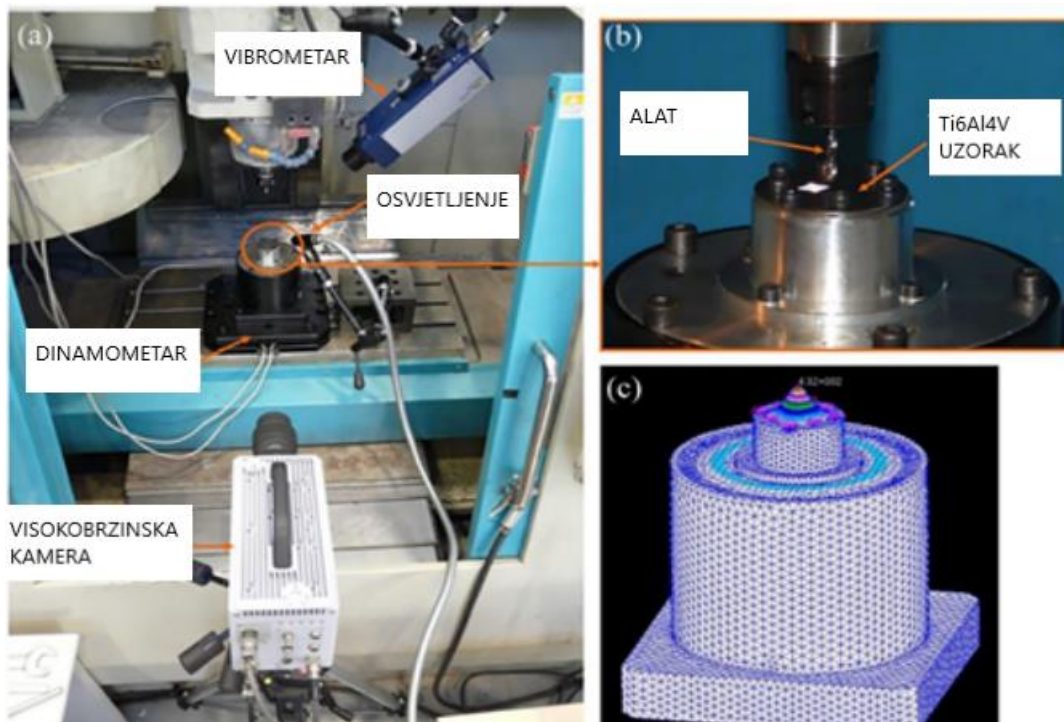 (a)
VIBROMETAR
OSVJETLJENJE
DINAMOMETAR
VISOKOBRZINSKA
KAMERA
(b)
ALAT
Ti6Al4V
UZORAK
(c)